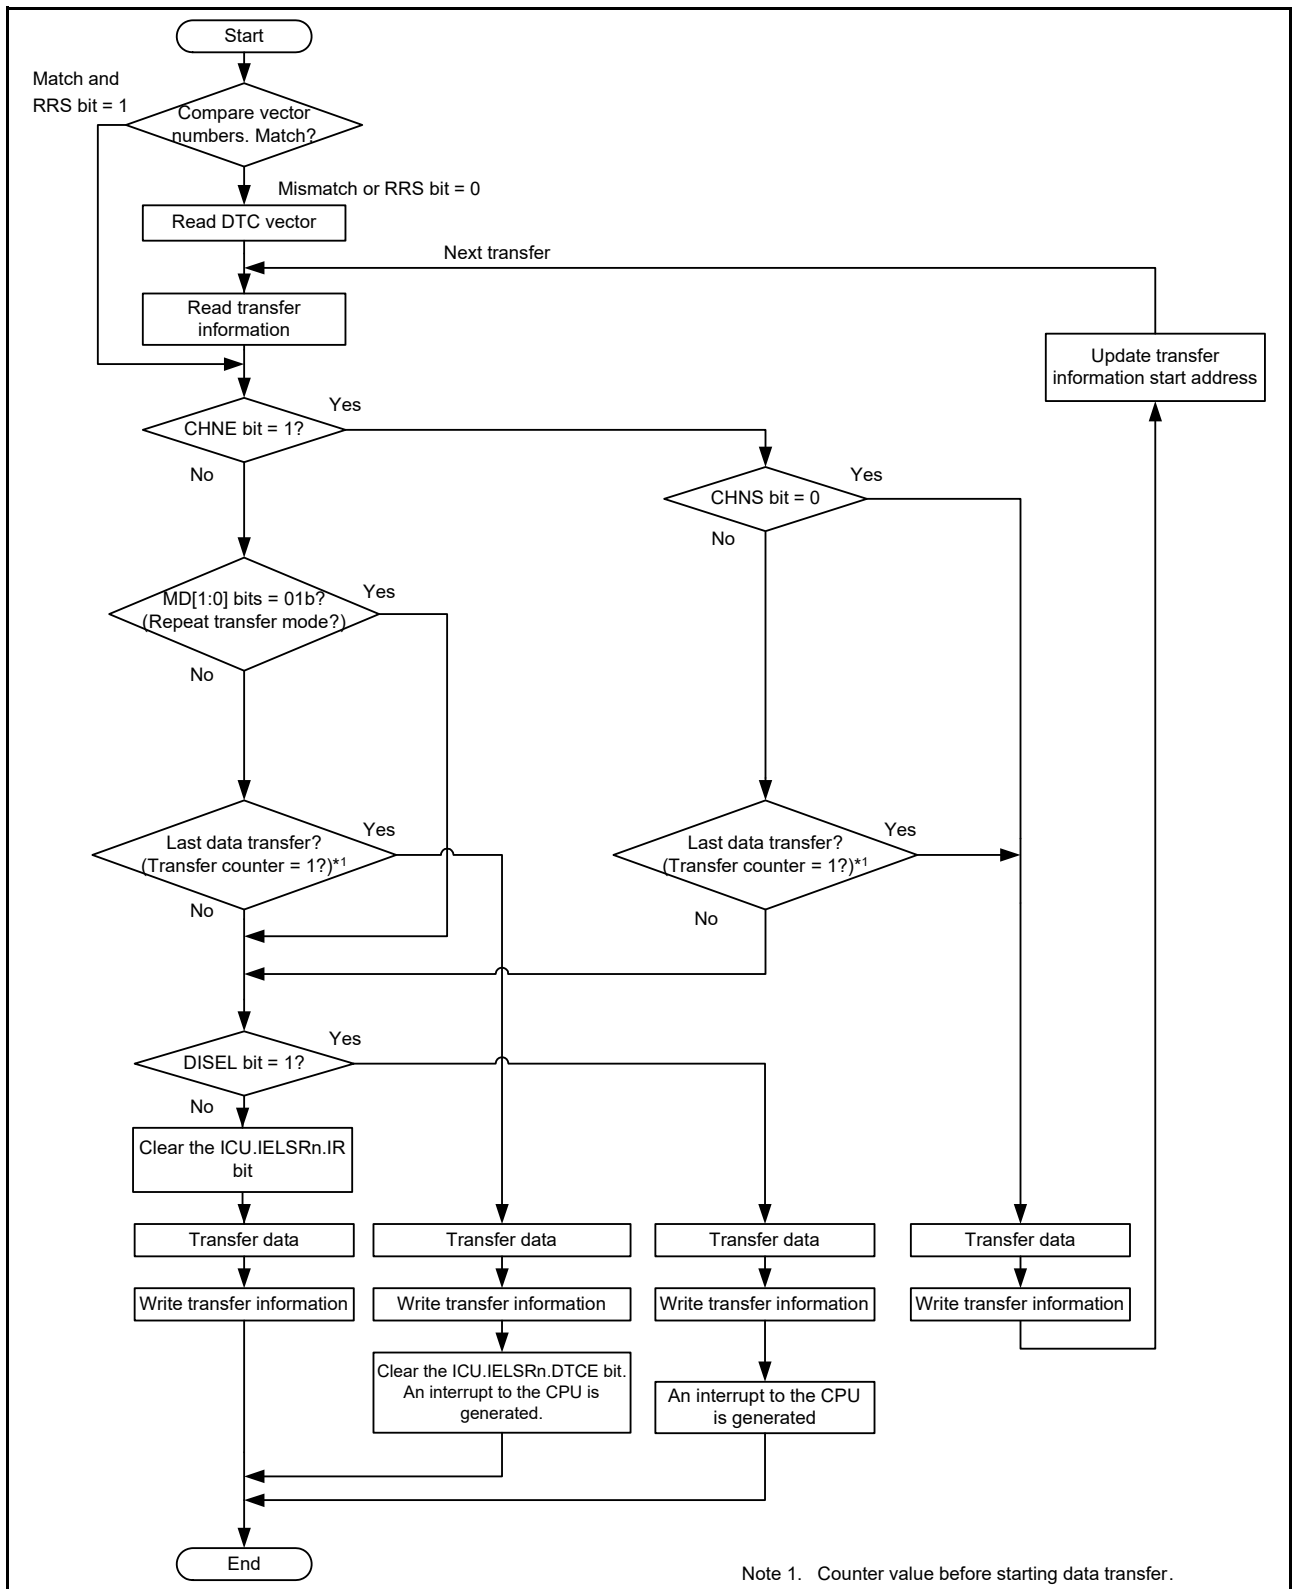 Start
Match and
RRS bit = 1
Compare vector
numbers. Match?
Mismatch or RRS bit = 0
Read DTC vector
Next transfer
Read transfer
information
Update transfer
information start address
Yes
CHNE bit = 1?
No
Yes
CHNS bit = 0
No
Yes
MD[1:0] bits = 01b?
(Repeat transfer mode?)
No
Yes
Last data transfer?
(Transfer counter = 1?)*1
No
Yes
Last data transfer?
(Transfer counter = 1?)*1
No
Yes
DISEL bit = 1?
No
Clear the ICU.IELSRn.IR
bit
Transfer data
Transfer data
Transfer data
Transfer data
Write transfer information
Write transfer information
Write transfer information
Write transfer information
Clear the ICU.IELSRn.DTCE bit.
An interrupt to the CPU is
generated.
An interrupt to the CPU
is generated
End
Note 1. Counter value before starting data transfer.